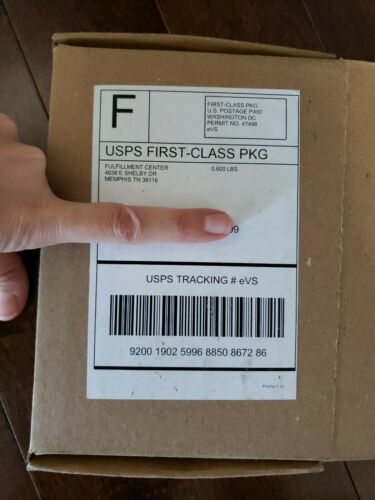 F
FIRST-CLASS PKG
U.S. POSTAGE PAID
WASHINGTON DC
PERMIT NO. 47498
eVS
USPS FIRST-CLASS PKG
FULFILLMENT CENTER
0.600 LBS
4638 E SHELBY DR
MEMPHIS TN 38118
USPS TRACKING # eVS
9200 1902 5996 8850 8672 86